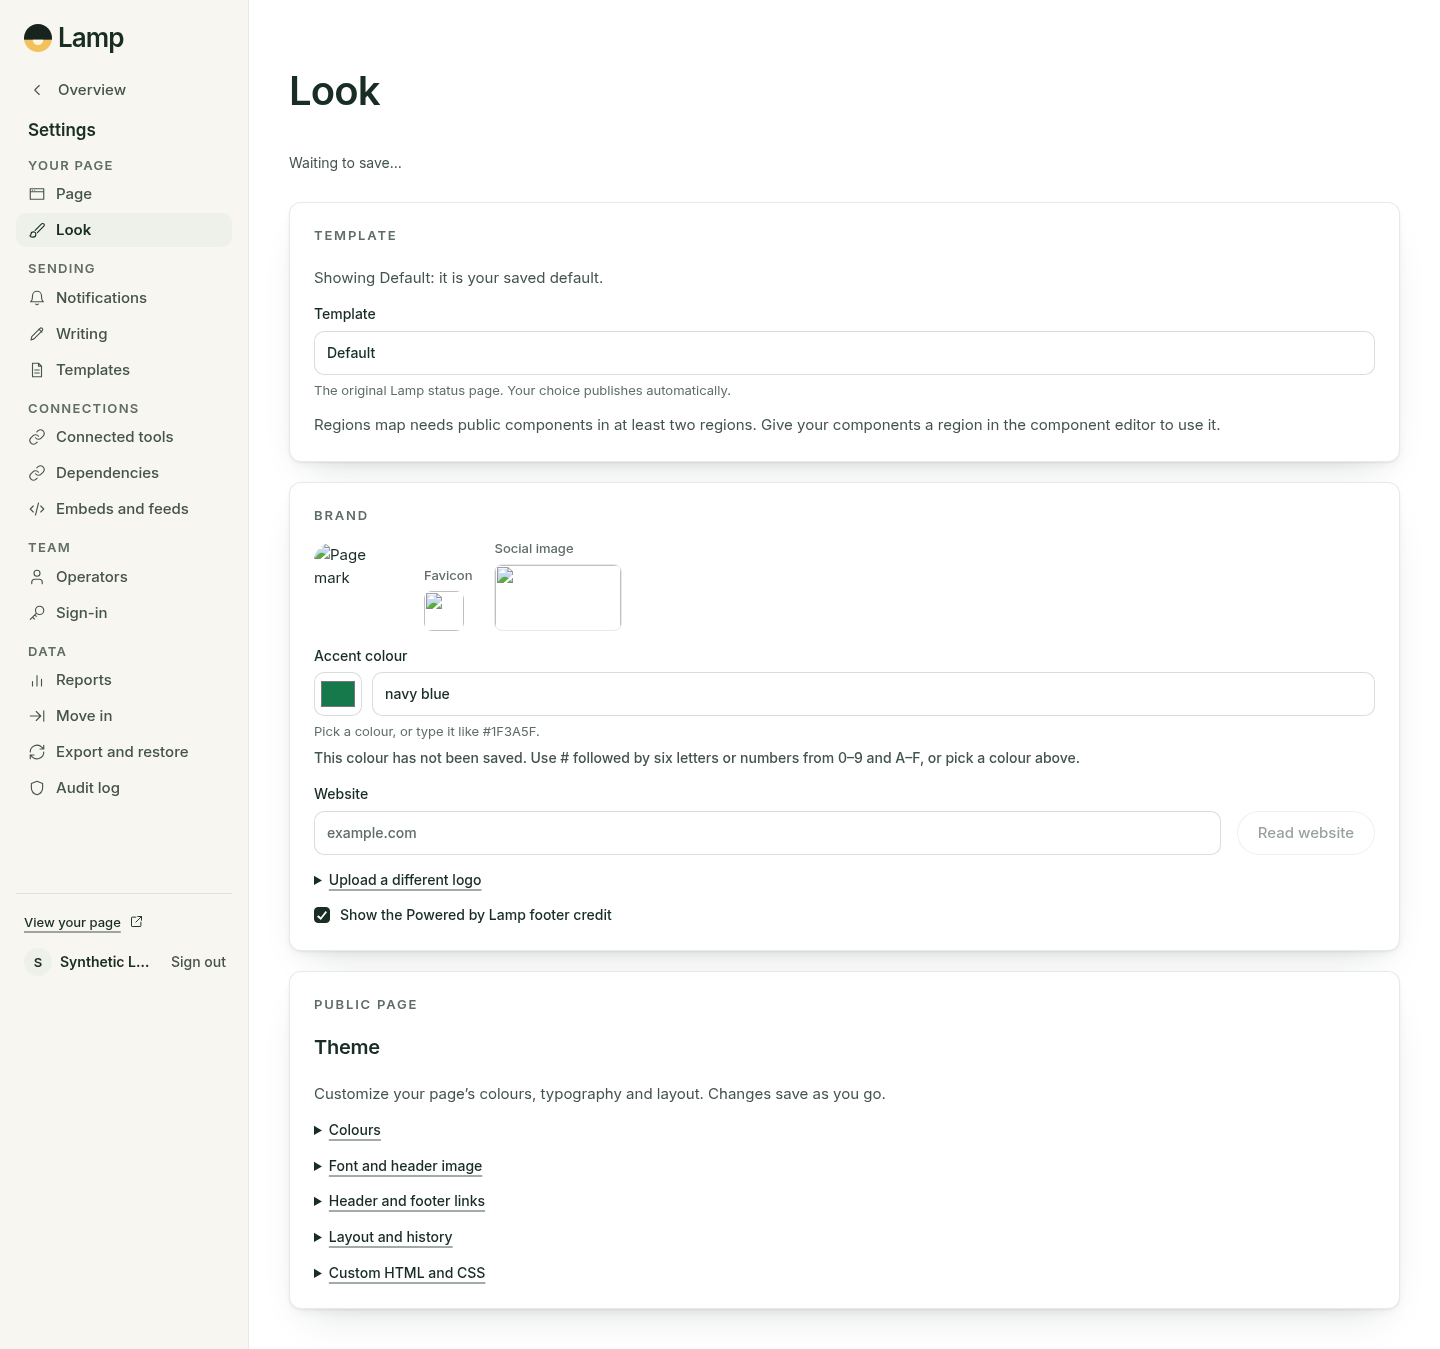 Lamp
Overview
Settings
YOUR PAGE
Page
Look
SENDING
Notifications
Writing
Templates
CONNECTIONS
Connected tools
Dependencies
Embeds and feeds
TEAM
Operators
Sign-in
DATA
Reports
Move in
Export and restore
Audit log
View your page
S
Synthetic L...
Sign out
Look
Waiting to save...
TEMPLATE
Showing Default: it is your saved default.
Template
Default
The original Lamp status page. Your choice publishes automatically.
Regions map needs public components in at least two regions. Give your components a region in the component editor to use it.
BRAND
Page
mark
Favicon
Social image
Accent colour
navy blue
Pick a colour, or type it like #1F3A5F.
This colour has not been saved. Use # followed by six letters or numbers from 0–9 and A–F, or pick a colour above.
Website
example.com
Read website
Upload a different logo
Show the Powered by Lamp footer credit
PUBLIC PAGE
Theme
Customize your page’s colours, typography and layout. Changes save as you go.
Colours
Font and header image
Header and footer links
Layout and history
Custom HTML and CSS